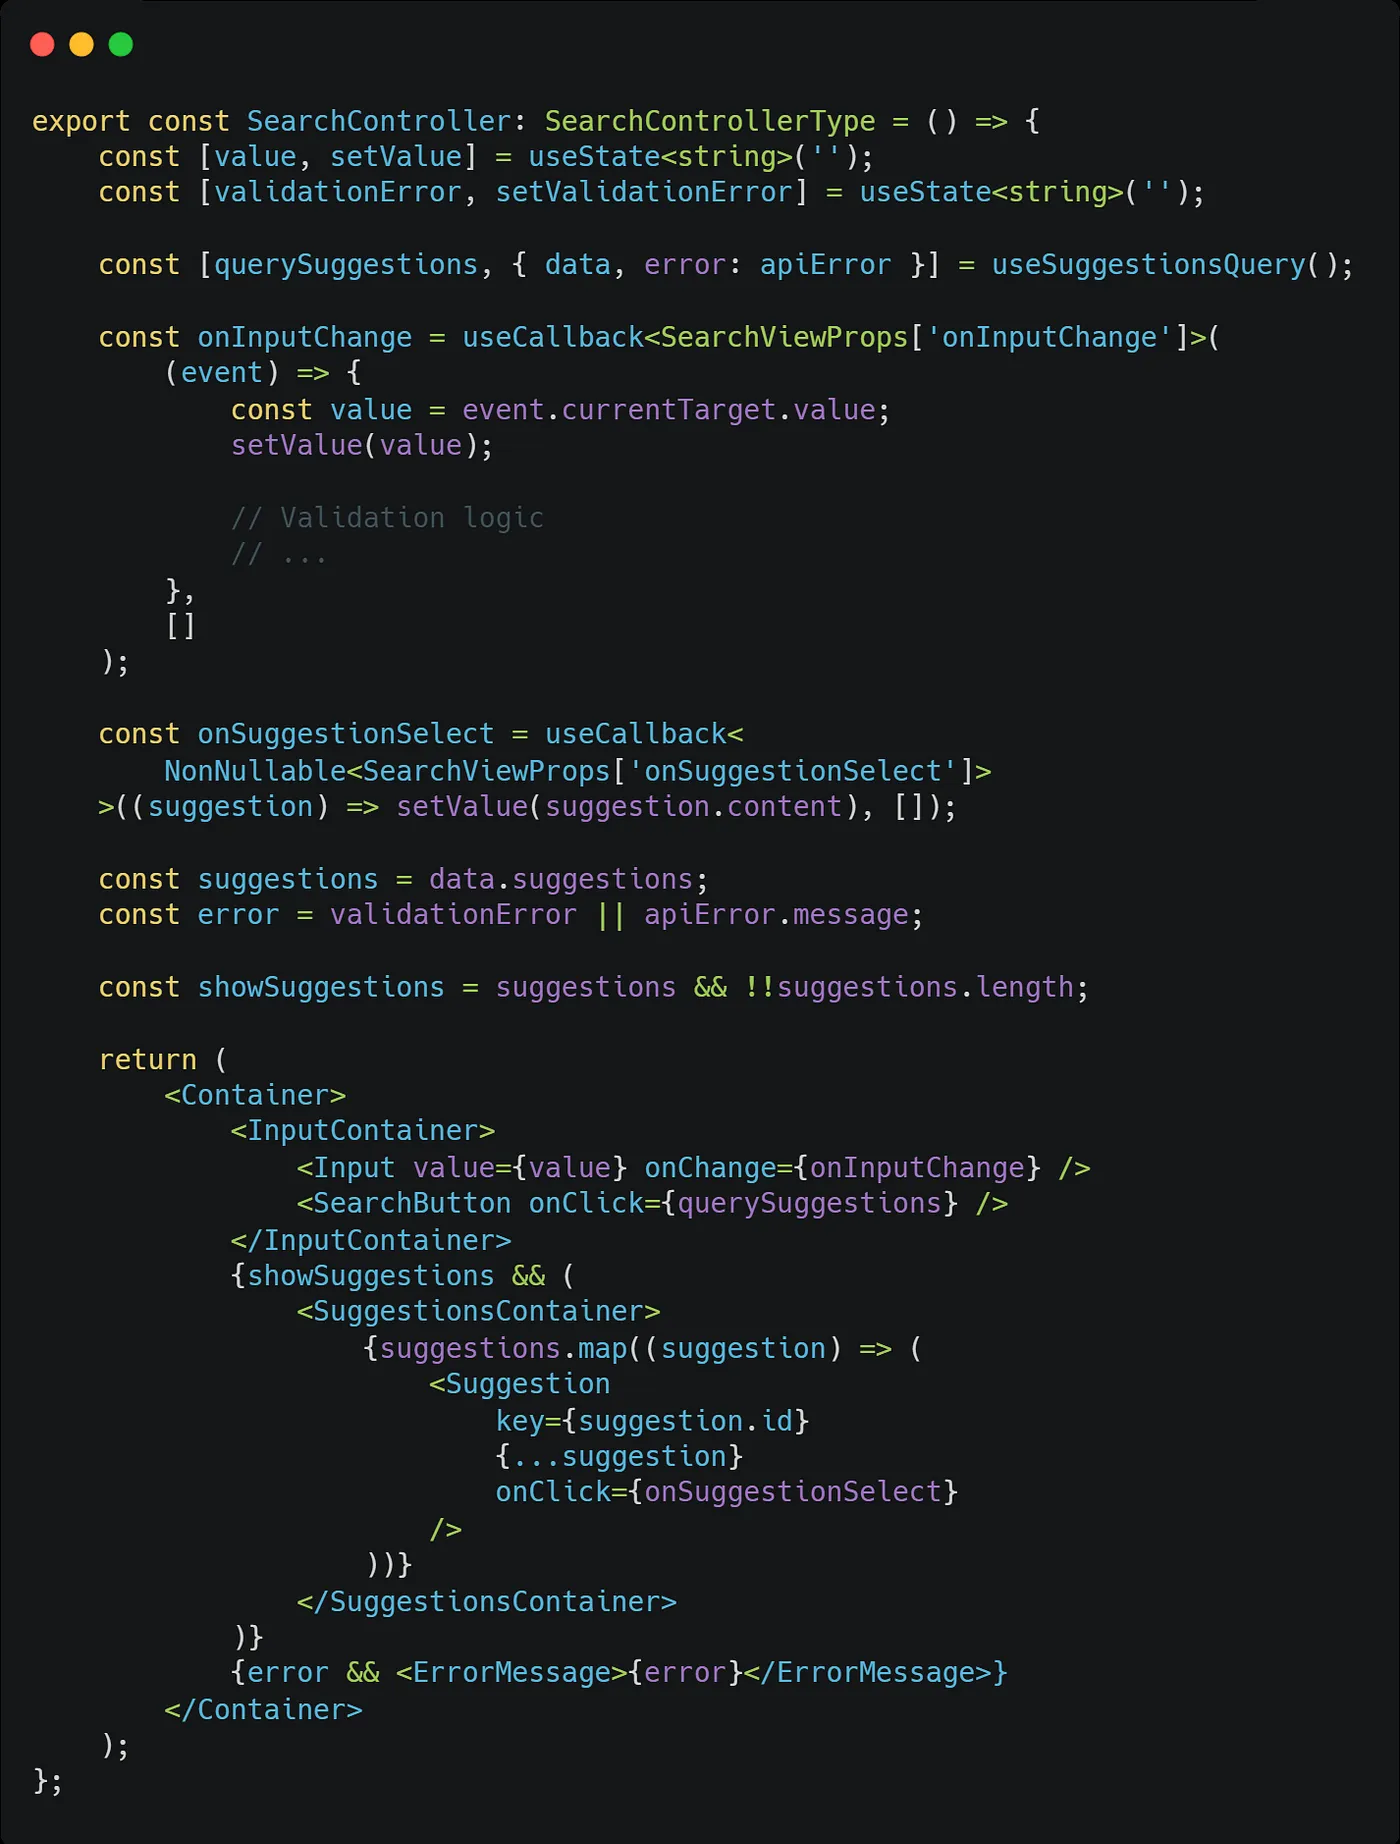 export const SearchController: SearchControllerType = () => {
    const [value, setValue] = useState<string>('');
    const [validationError, setValidationError] = useState<string>('');

    const [querySuggestions, { data, error: apiError }] = useSuggestionsQuery();

    const onInputChange = useCallback<SearchViewProps['onInputChange']>(
        (event) => {
            const value = event.currentTarget.value;
            setValue(value);

            // Validation logic
            // ...
        },
        []
    );

    const onSuggestionSelect = useCallback<
        NonNullable<SearchViewProps['onSuggestionSelect']>
    >((suggestion) => setValue(suggestion.content), []);

    const suggestions = data.suggestions;
    const error = validationError || apiError.message;

    const showSuggestions = suggestions && !!suggestions.length;

    return (
        <Container>
            <InputContainer>
                <Input value={value} onChange={onInputChange} />
                <SearchButton onClick={querySuggestions} />
            </InputContainer>
            {showSuggestions && (
                <SuggestionsContainer>
                    {suggestions.map((suggestion) => (
                        <Suggestion
                            key={suggestion.id}
                            {...suggestion}
                            onClick={onSuggestionSelect}
                        />
                    ))}
                </SuggestionsContainer>
            )}
            {error && <ErrorMessage>{error}</ErrorMessage>}
        </Container>
    );
};